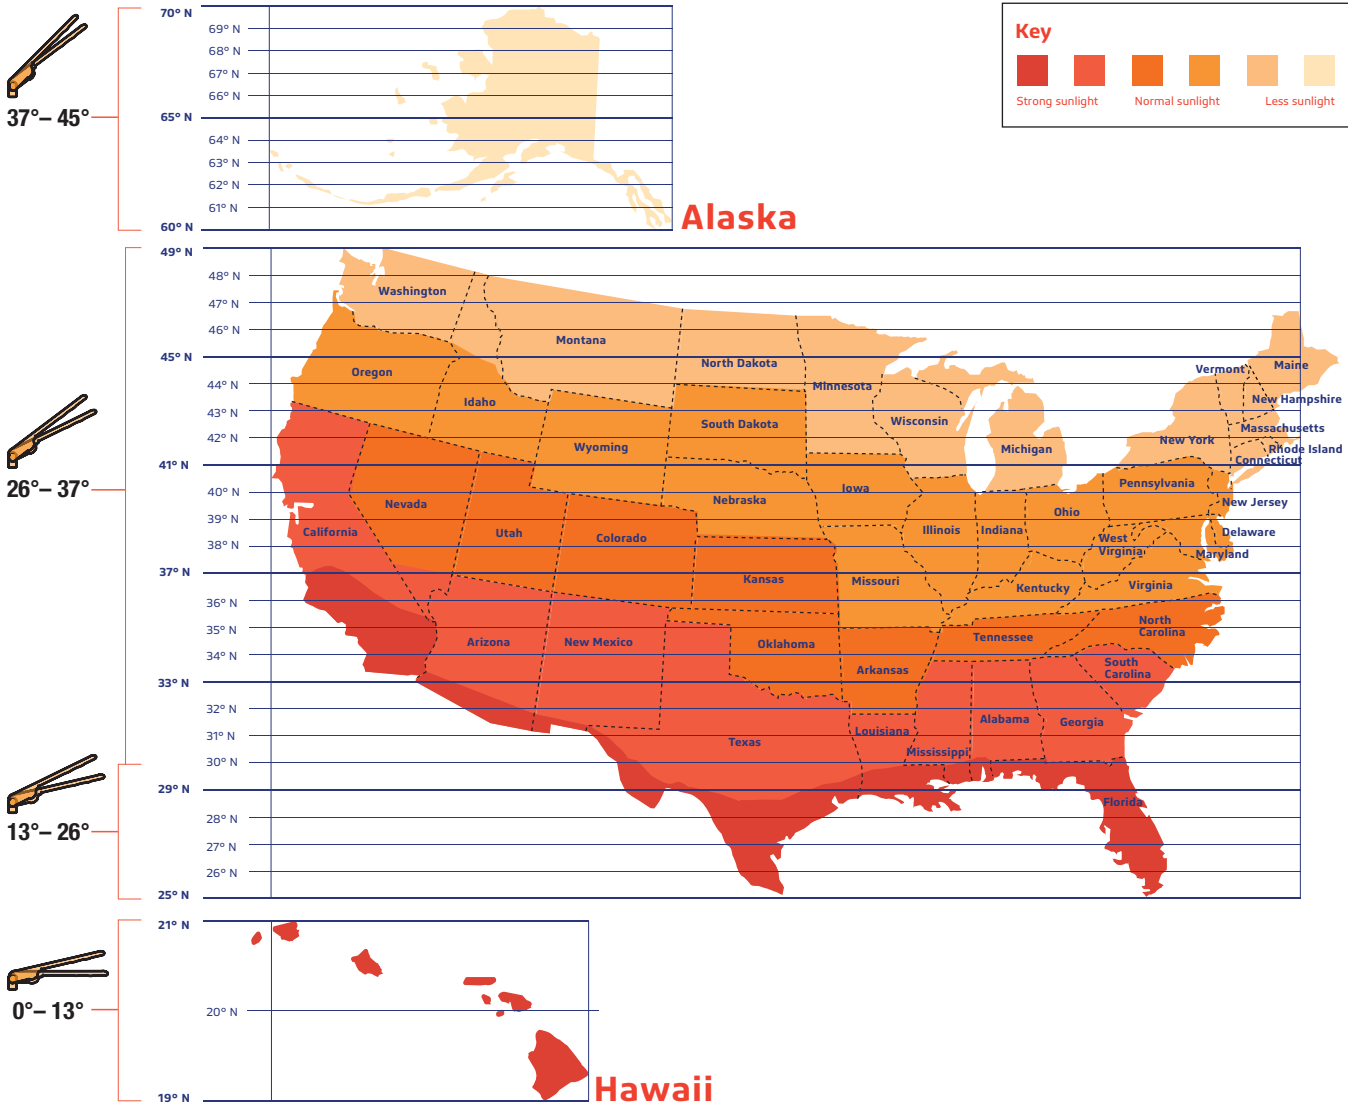 70° N
69° N
68° N
67° N
66° N
65° N
64° N
63° N
62° N
61° N
60° N
37°– 45°
Alaska
Key
Strong sunlight
Normal sunlight
Less sunlight
49° N
48° N
47° N
46° N
45° N
44° N
43° N
42° N
41° N
40° N
39° N
38° N
37° N
36° N
35° N
34° N
33° N
32° N
31° N
30° N
29° N
28° N
27° N
26° N
25° N
26°– 37°
13°– 26°
Washington
Montana
North Dakota
Minnesota
Vermont
Maine
Oregon
Idaho
Wyoming
South Dakota
Wisconsin
Michigan
New York
New Hampshire
Massachusetts
Rhode Island
Connecticut
Nevada
Nebraska
Iowa
Pennsylvania
New Jersey
California
Utah
Colorado
Illinois
Indiana
Ohio
West
Virginia
Delaware
Maryland
Kansas
Missouri
Kentucky
Virginia
Arizona
New Mexico
Oklahoma
Arkansas
Tennessee
North
Carolina
South
Carolina
Texas
Louisiana
Mississippi
Alabama
Georgia
Florida
21° N
20° N
19° N
0°– 13°
Hawaii